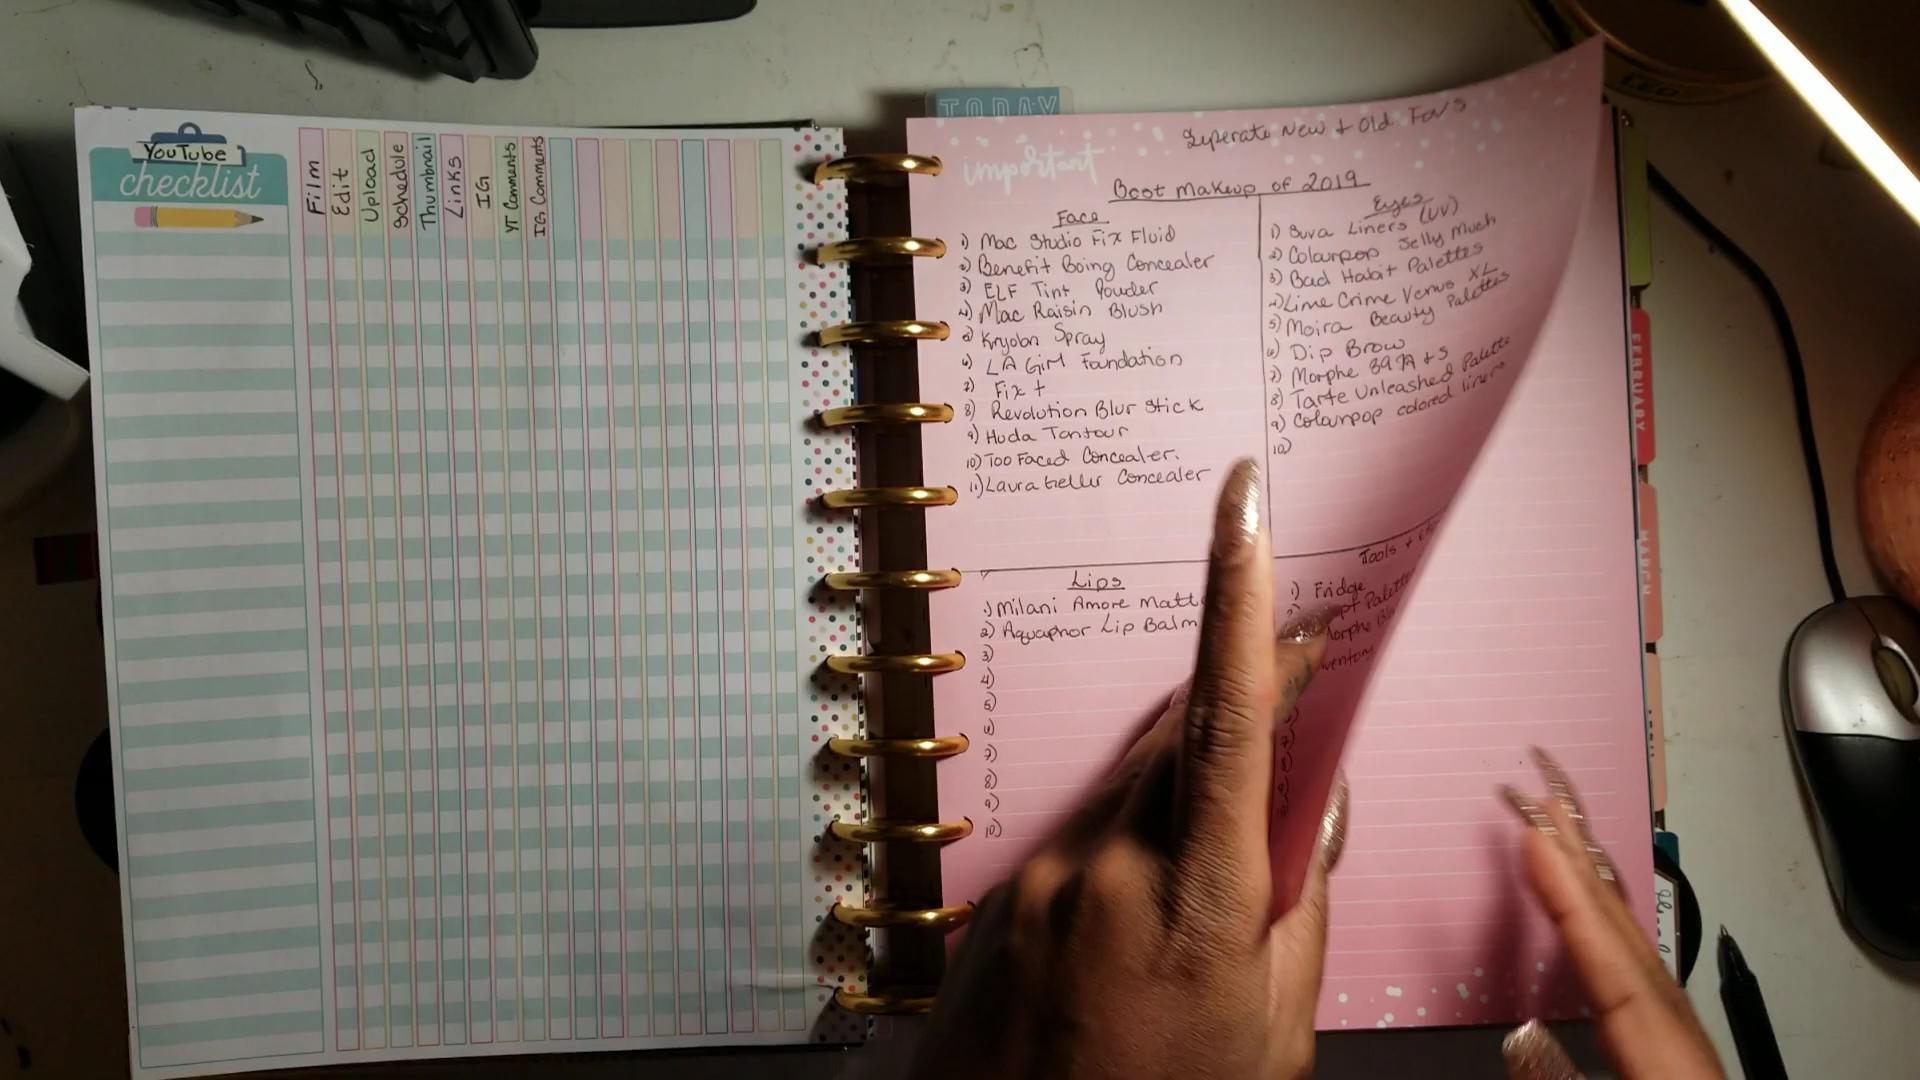 YouTube
checklist
Film
Edit
Upload
Schedule
Thumbnail
Links
IG
YT Comments
IG Comments
TODAY
important
Seperate New + Old Favs
Best Makeup of 2019
Face
1) Mac Studio Fix Fluid
2) Benefit Boing Concealer
3) ELF Tint Powder
4) Mac Raisin Blush
5) Kryolan Spray
6) LA Girl Foundation
7) Fix +
8) Revolution Blur Stick
9) Huda Tantour
10) Too Faced Concealer.
11) Laura Geller Concealer
Eyes
1) Suva Liners (UV)
2) Colourpop Jelly Much
3) Bad Habit Palettes
4) Lime Crime Venus XL
5) Moira Beauty Palettes
6) Dip Brow
7) Morphe 39A + S
8) Tarte Unleashed Palette
9) Colourpop colored liners
10)
Lips
1) Milani Amore Matt
2) Aquaphor Lip Balm
3)
4)
5)
6)
7)
8)
9)
10)
Tools +
1) Fridge
Morphe
FEBRUARY
MARCH